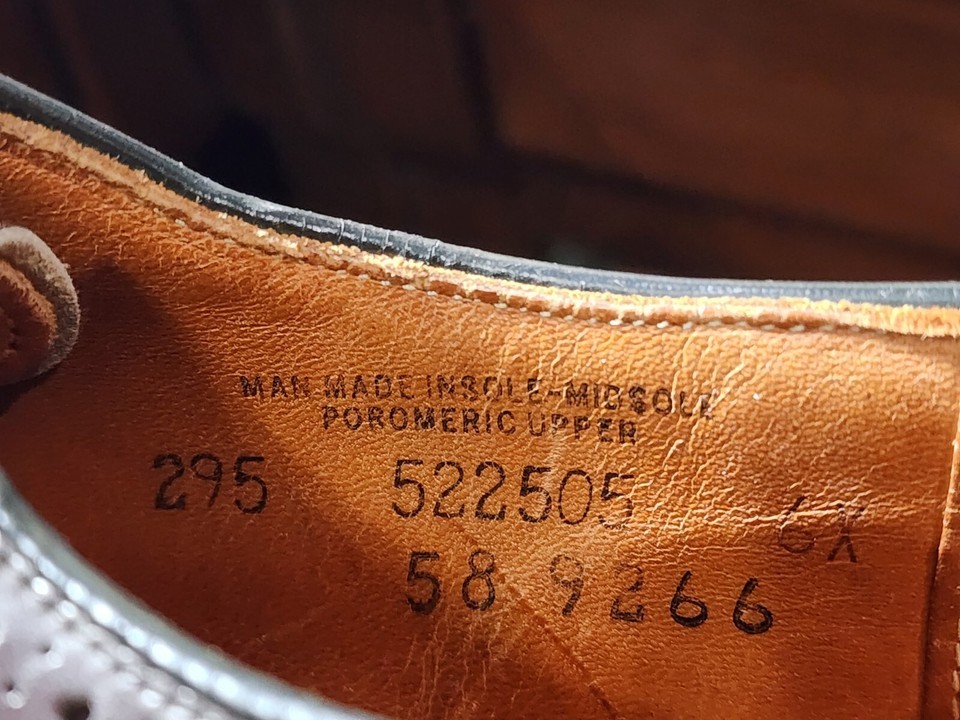 MAN MADE INSOLE-MIDSOLE
POROMERIC UPPER
295 522505
6X
58 9266